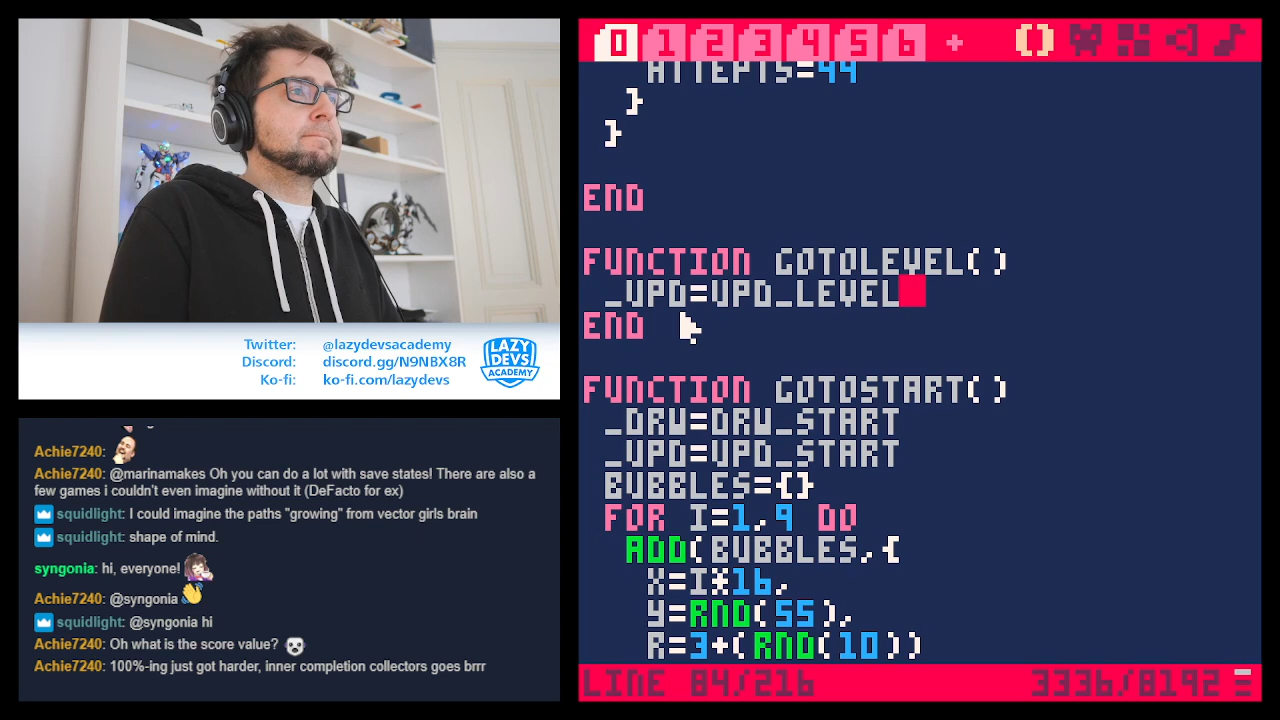 Twitter: @lazydevsacademy
Discord: discord.gg/N9NBX8R
Ko-fi: ko-fi.com/lazydevs
LAZY
DEVS
ACADEMY
Achie7240:
Achie7240: @marinamakes Oh you can do a lot with save states! There are also a
few games i couldn't even imagine without it (DeFacto for ex)
squidlight: I could imagine the paths "growing" from vector girls brain
squidlight: shape of mind.
syngonia: hi, everyone!
Achie7240: @syngonia
squidlight: @syngonia hi
Achie7240: Oh what is the score value?
Achie7240: 100%-ing just got harder, inner completion collectors goes brrr
0 1 2 3 4 5 6 +
ATTEPTS=44
}
}
END
FUNCTION GOTOLEVEL()
_UPD=UPD_LEVEL
END
FUNCTION GOTOSTART()
_DRW=DRW_START
_UPD=UPD_START
BUBBLES={}
FOR I=1,9 DO
ADD(BUBBLES,{
X=I*16,
Y=RND(55),
R=3+(RND(10))
LINE 84/216
3336/8192